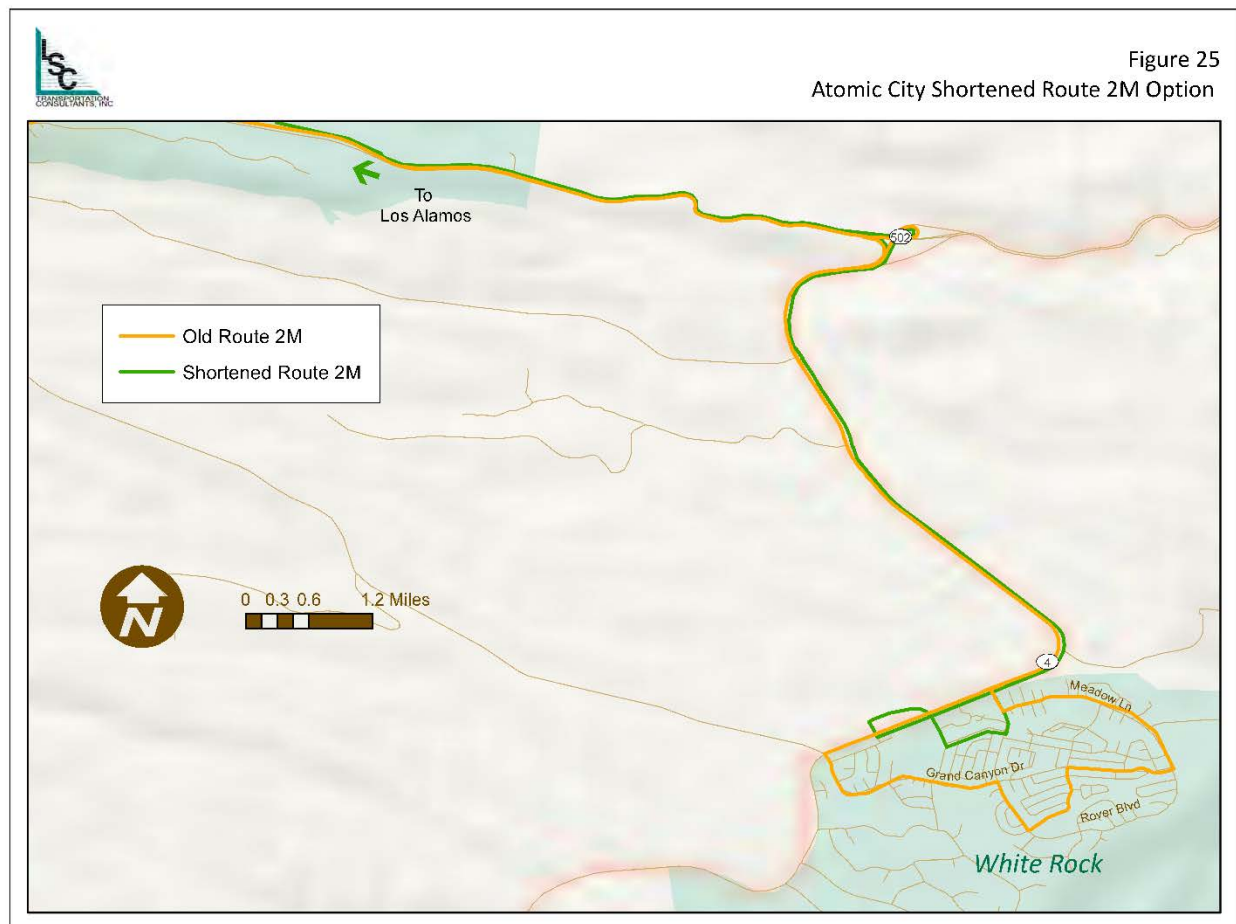 LSC
TRANSPORTATION
CONSULTANTS, INC
Figure 25
Atomic City Shortened Route 2M Option
To
Los Alamos
502
Old Route 2M
Shortened Route 2M
N
0 0.3 0.6 1.2 Miles
4
Meadow Ln
Grand Canyon Dr
Rover Blvd
White Rock